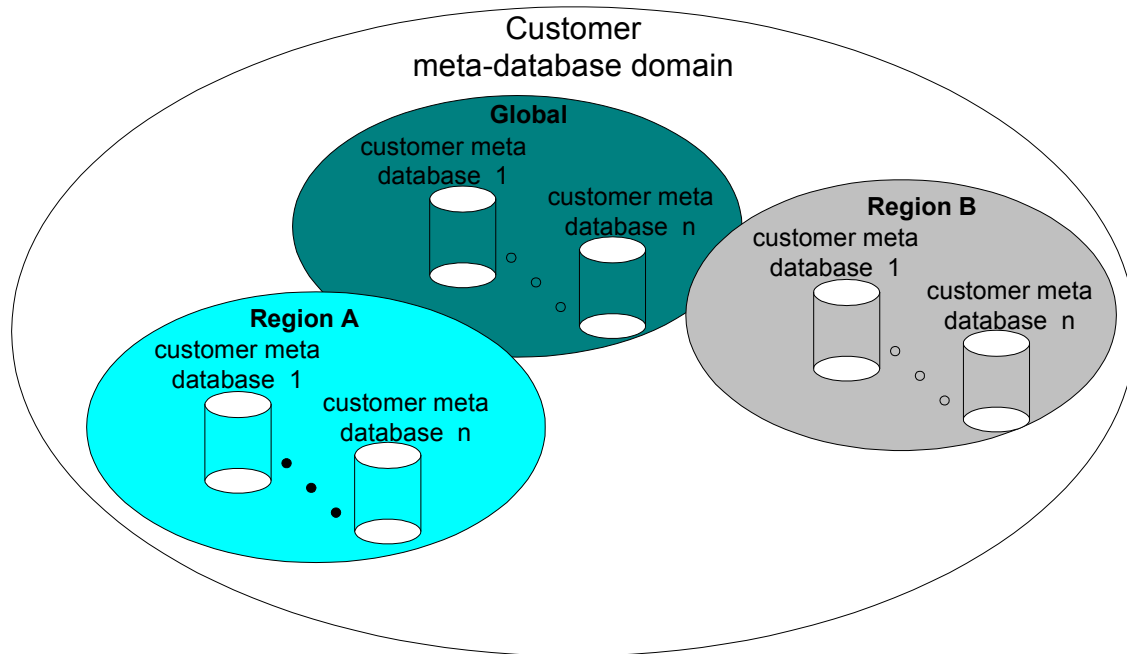 Customer
meta-database domain
Global
customer meta
database 1
customer meta
database n
Region B
customer meta
database 1
customer meta
database n
Region A
customer meta
database 1
customer meta
database n